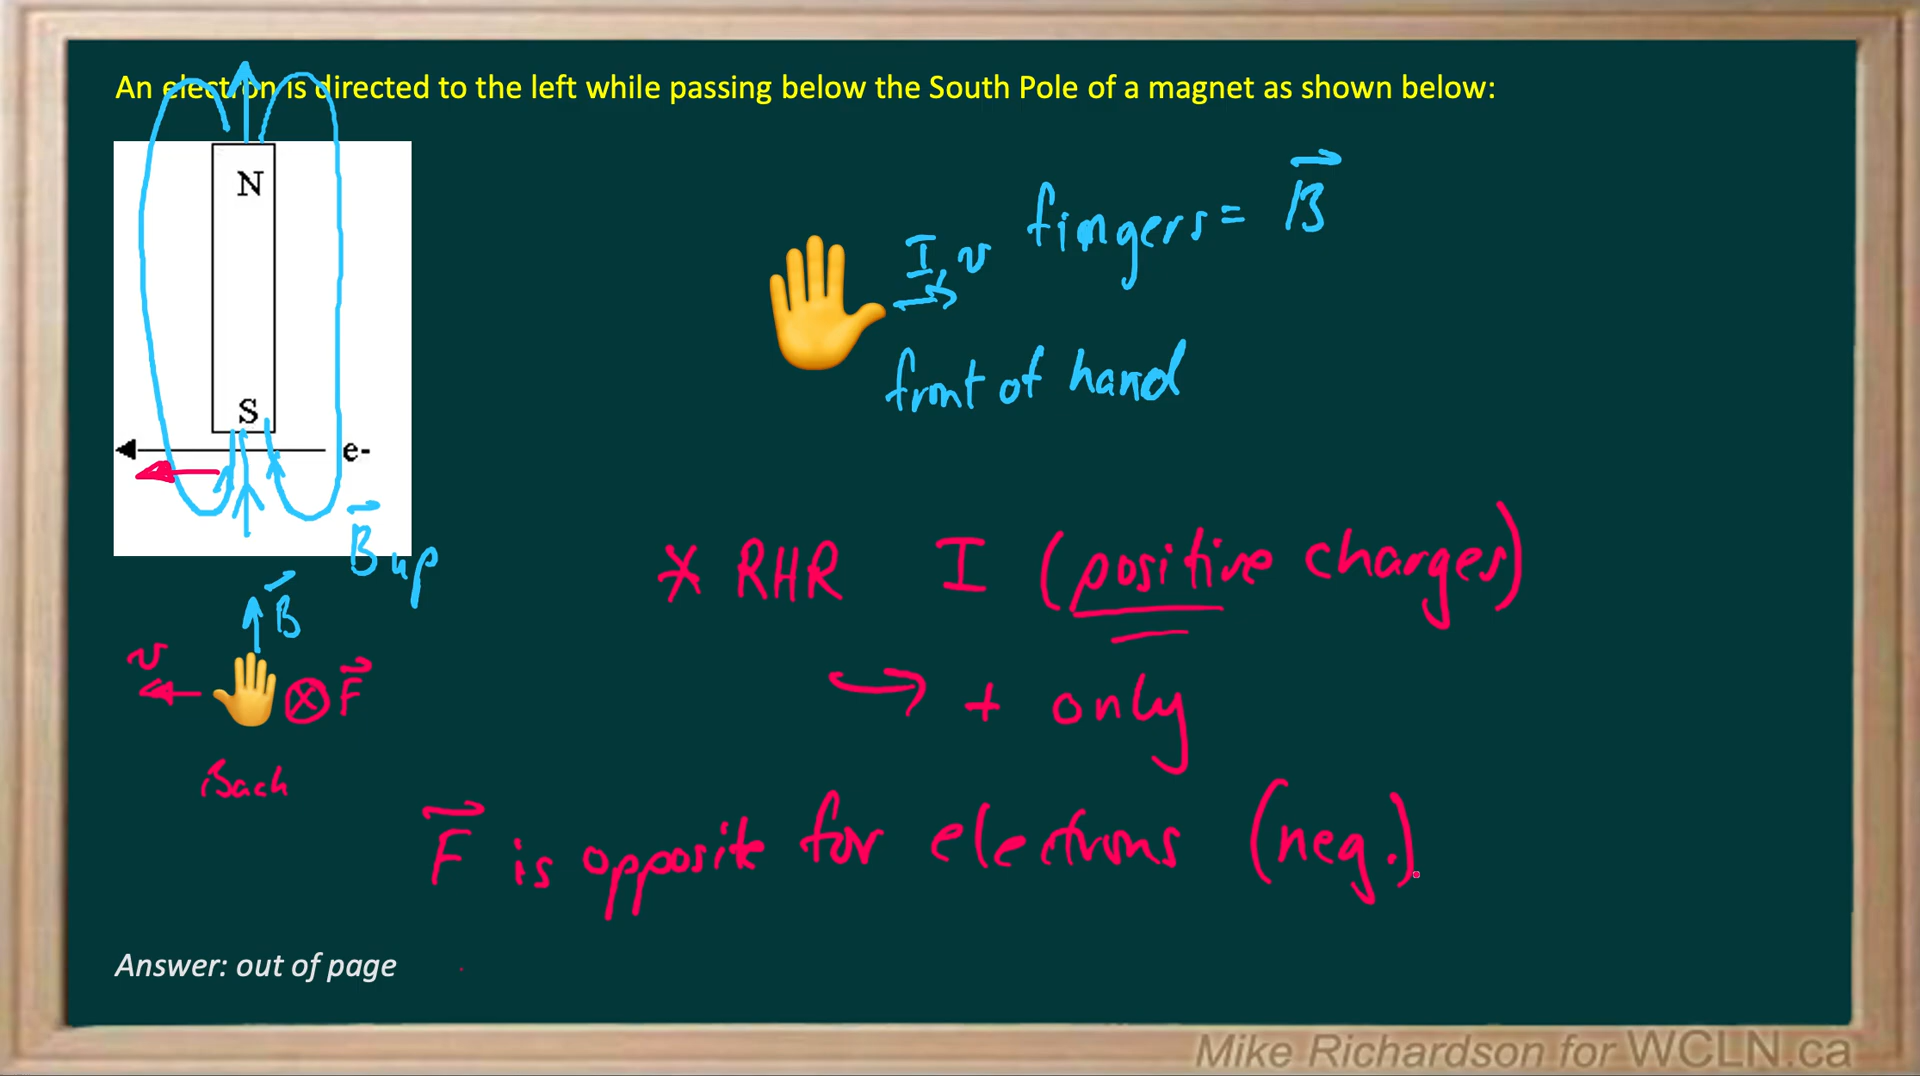 An electron is directed to the left while passing below the South Pole of a magnet as shown below:
N
S
e-
B up
B
v
F
Back
I, v
fingers = B
front of hand
* RHR I (positive charges)
→ + only
F is opposite for electrons (neg.)
Answer: out of page
Mike Richardson for WCLN.ca